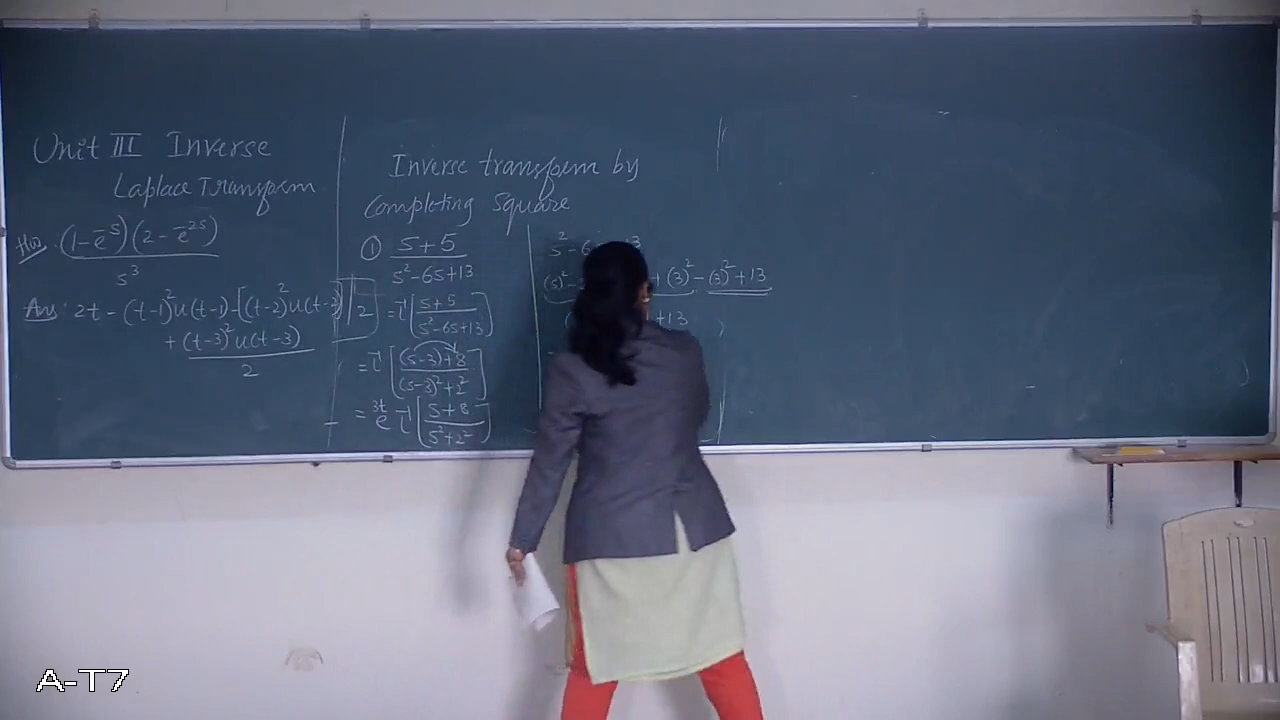 Unit III Inverse
Laplace Transform
HW (1-e^-s)(2-e^-2s)
s^3
Ans: 2t - (t-1)^2 u(t-1) - [(t-2)^2 u(t-2)]/2
+ (t-3)^2 u(t-3)
2
Inverse transform by
completing square
① s+5
s^2-6s+13
= L^-1 [s+5 / s^2-6s+13]
= L^-1 [(s-3)+8 / (s-3)^2+2^2]
= e^3t L^-1 [s+8 / s^2+2^2]
s^2-6
(s)^2- + (3)^2 - (3)^2+13
+13
A-T7